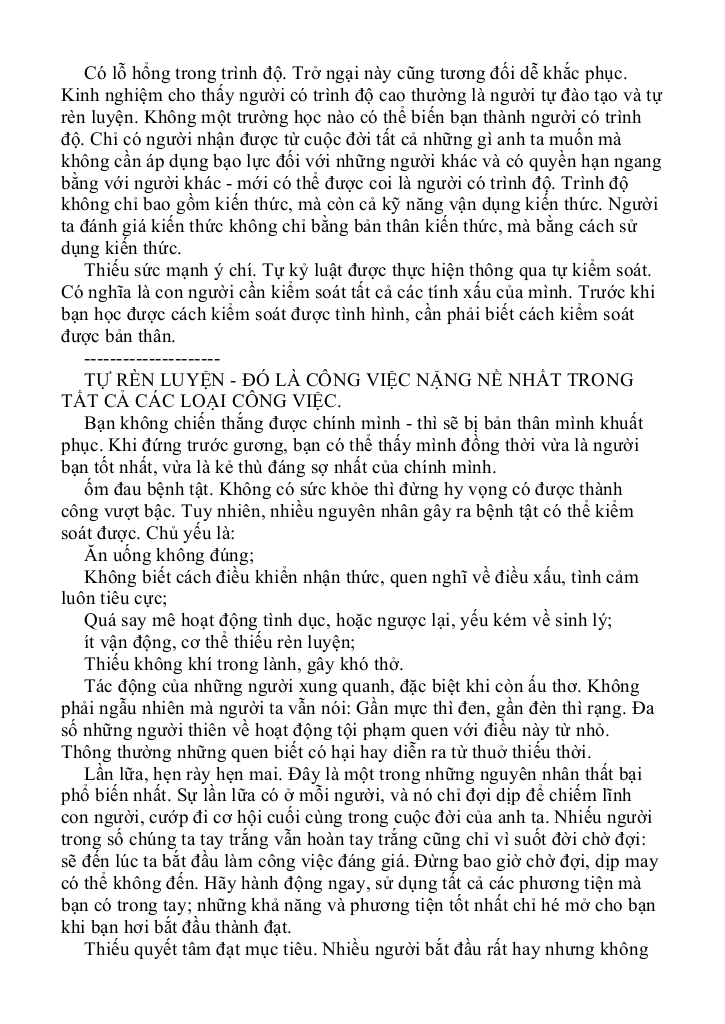 Có lỗ hổng trong trình độ. Trở ngại này cũng tương đối dễ khắc phục.
Kinh nghiệm cho thấy người có trình độ cao thường là người tự đào tạo và tự
rèn luyện. Không một trường học nào có thể biến bạn thành người có trình
độ. Chỉ có người nhận được từ cuộc đời tất cả những gì anh ta muốn mà
không cần áp dụng bạo lực đối với những người khác và có quyền hạn ngang
bằng với người khác - mới có thể được coi là người có trình độ. Trình độ
không chỉ bao gồm kiến thức, mà còn cả kỹ năng vận dụng kiến thức. Người
ta đánh giá kiến thức không chỉ bằng bản thân kiến thức, mà bằng cách sử
dụng kiến thức.
Thiếu sức mạnh ý chí. Tự kỷ luật được thực hiện thông qua tự kiểm soát.
Có nghĩa là con người cần kiểm soát tất cả các tính xấu của mình. Trước khi
bạn học được cách kiểm soát được tình hình, cần phải biết cách kiểm soát
được bản thân.
---------------------
TỰ RÈN LUYỆN - ĐÓ LÀ CÔNG VIỆC NẶNG NỀ NHẤT TRONG
TẤT CẢ CÁC LOẠI CÔNG VIỆC.
Bạn không chiến thắng được chính mình - thì sẽ bị bản thân mình khuất
phục. Khi đứng trước gương, bạn có thể thấy mình đồng thời vừa là người
bạn tốt nhất, vừa là kẻ thù đáng sợ nhất của chính mình.
ốm đau bệnh tật. Không có sức khỏe thì đừng hy vọng có được thành
công vượt bậc. Tuy nhiên, nhiều nguyên nhân gây ra bệnh tật có thể kiểm
soát được. Chủ yếu là:
Ăn uống không đúng;
Không biết cách điều khiển nhận thức, quen nghĩ về điều xấu, tình cảm
luôn tiêu cực;
Quá say mê hoạt động tình dục, hoặc ngược lại, yếu kém về sinh lý;
ít vận động, cơ thể thiếu rèn luyện;
Thiếu không khí trong lành, gây khó thở.
Tác động của những người xung quanh, đặc biệt khi còn ấu thơ. Không
phải ngẫu nhiên mà người ta vẫn nói: Gần mực thì đen, gần đèn thì rạng. Đa
số những người thiên về hoạt động tội phạm quen với điều này từ nhỏ.
Thông thường những quen biết có hại hay diễn ra từ thuở thiếu thời.
Lần lữa, hẹn rày hẹn mai. Đây là một trong những nguyên nhân thất bại
phổ biến nhất. Sự lần lữa có ở mỗi người, và nó chỉ đợi dịp để chiếm lĩnh
con người, cướp đi cơ hội cuối cùng trong cuộc đời của anh ta. Nhiều người
trong số chúng ta tay trắng vẫn hoàn tay trắng cũng chỉ vì suốt đời chờ đợi:
sẽ đến lúc ta bắt đầu làm công việc đáng giá. Đừng bao giờ chờ đợi, dịp may
có thể không đến. Hãy hành động ngay, sử dụng tất cả các phương tiện mà
bạn có trong tay; những khả năng và phương tiện tốt nhất chỉ hé mở cho bạn
khi bạn hơi bắt đầu thành đạt.
Thiếu quyết tâm đạt mục tiêu. Nhiều người bắt đầu rất hay nhưng không